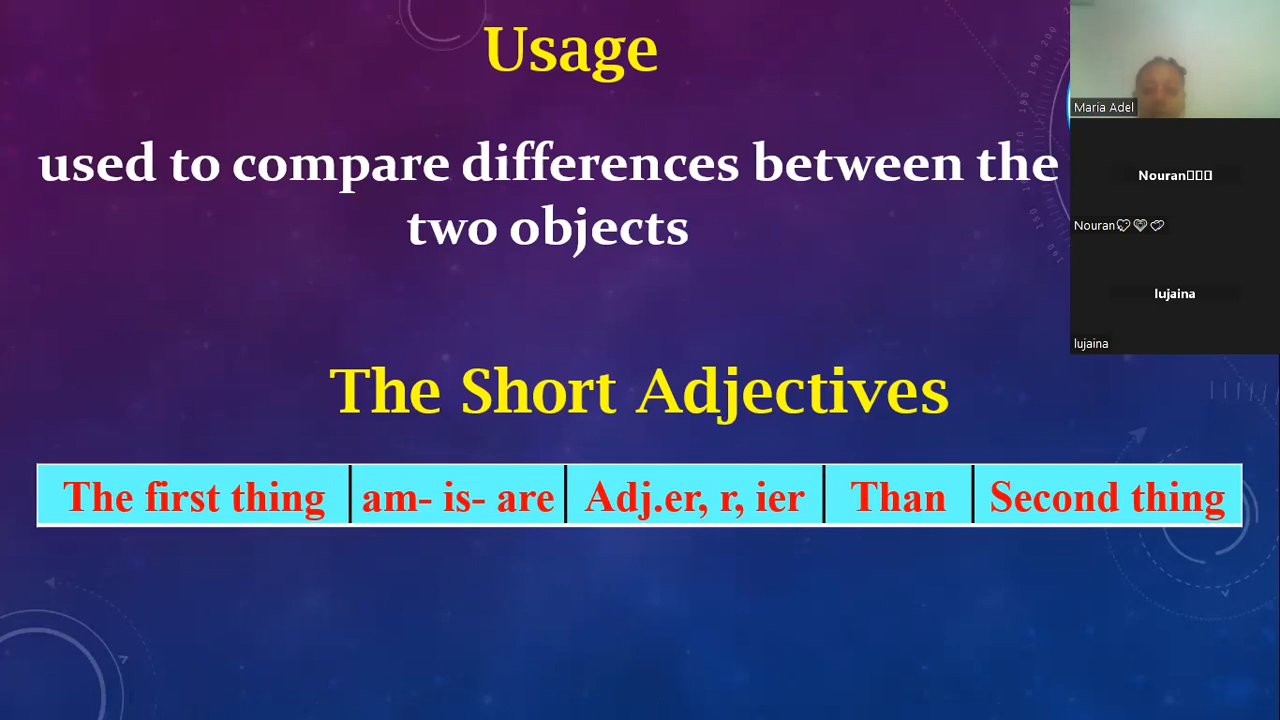 Usage
used to compare differences between the
two objects
The Short Adjectives
The first thing am- is- are Adj.er, r, ier Than Second thing
Maria Adel
Nouran▯▯▯
Nouran
lujaina
lujaina